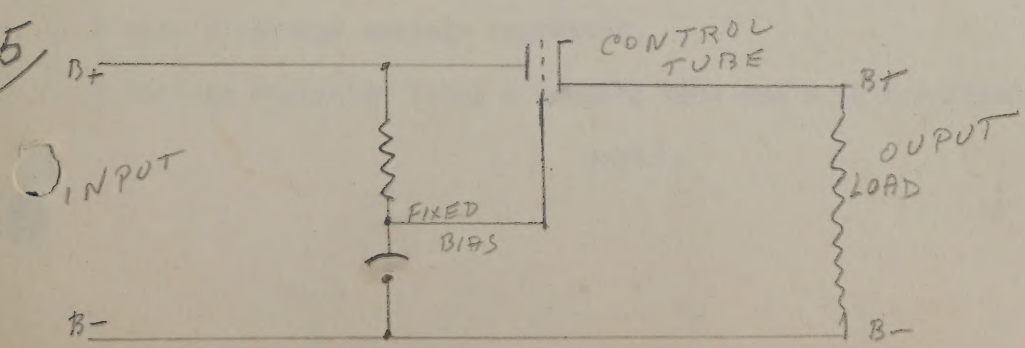 5/
B+
CONTROL
TUBE
B+
INPUT
OUPUT
LOAD
FIXED
BIAS
B-
B-